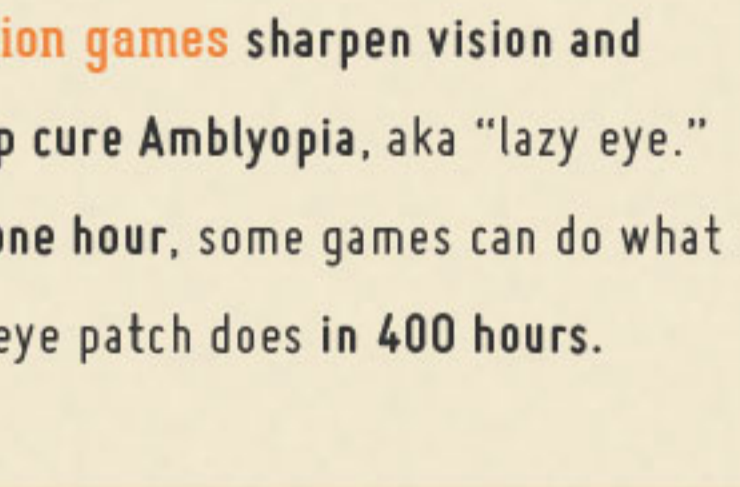 ion games sharpen vision and
p cure Amblyopia, aka “lazy eye.”
one hour, some games can do what
eye patch does in 400 hours.